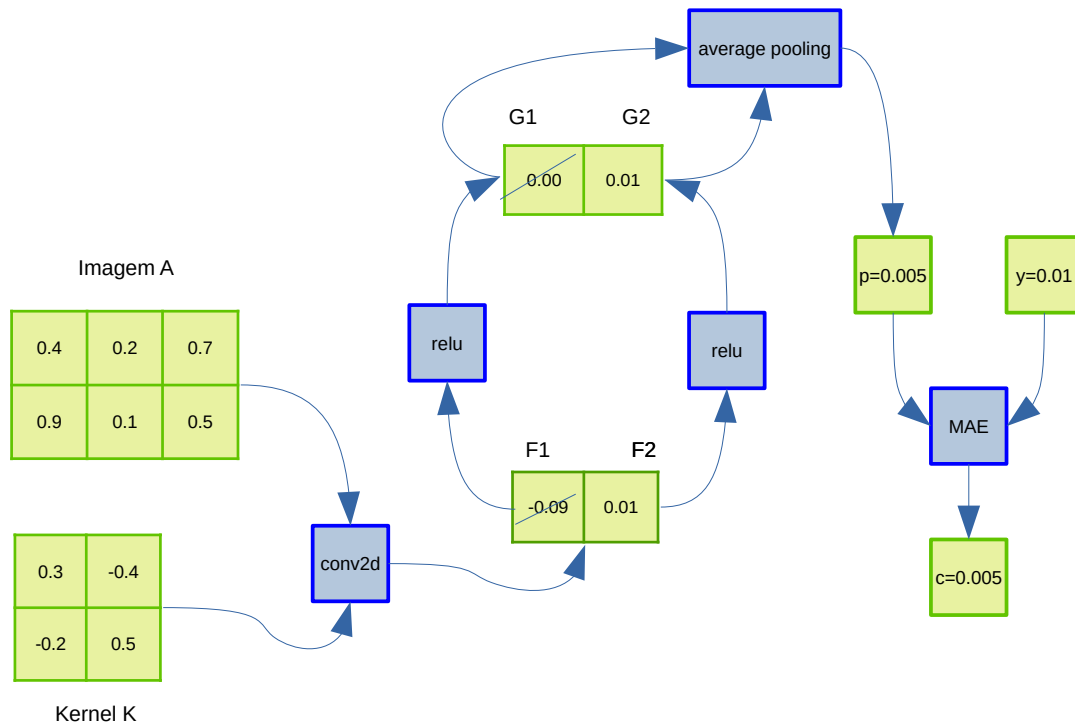 average pooling
G1 G2
0.00 0.01
Imagem A
0.4 0.2 0.7
0.9 0.1 0.5
relu
relu
p=0.005
y=0.01
MAE
F1 F2
-0.09 0.01
conv2d
c=0.005
0.3 -0.4
-0.2 0.5
Kernel K